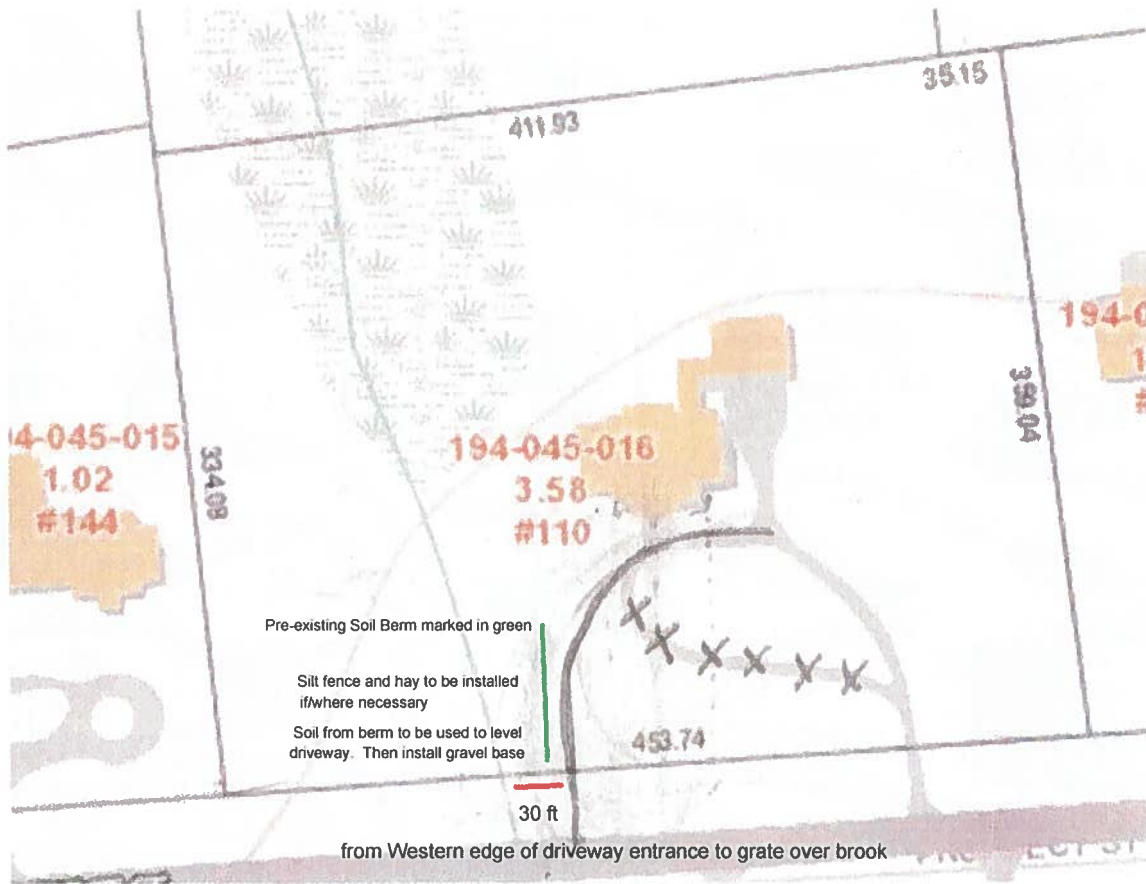 35.15
411.93
194-0
1
#
4-045-015
1.02
#144
334.08
194-045-016
3.58
#110
Pre-existing Soil Berm marked in green
Silt fence and hay to be installed
if/where necessary
Soil from berm to be used to level
driveway. Then install gravel base
453.74
30 ft
from Western edge of driveway entrance to grate over brook